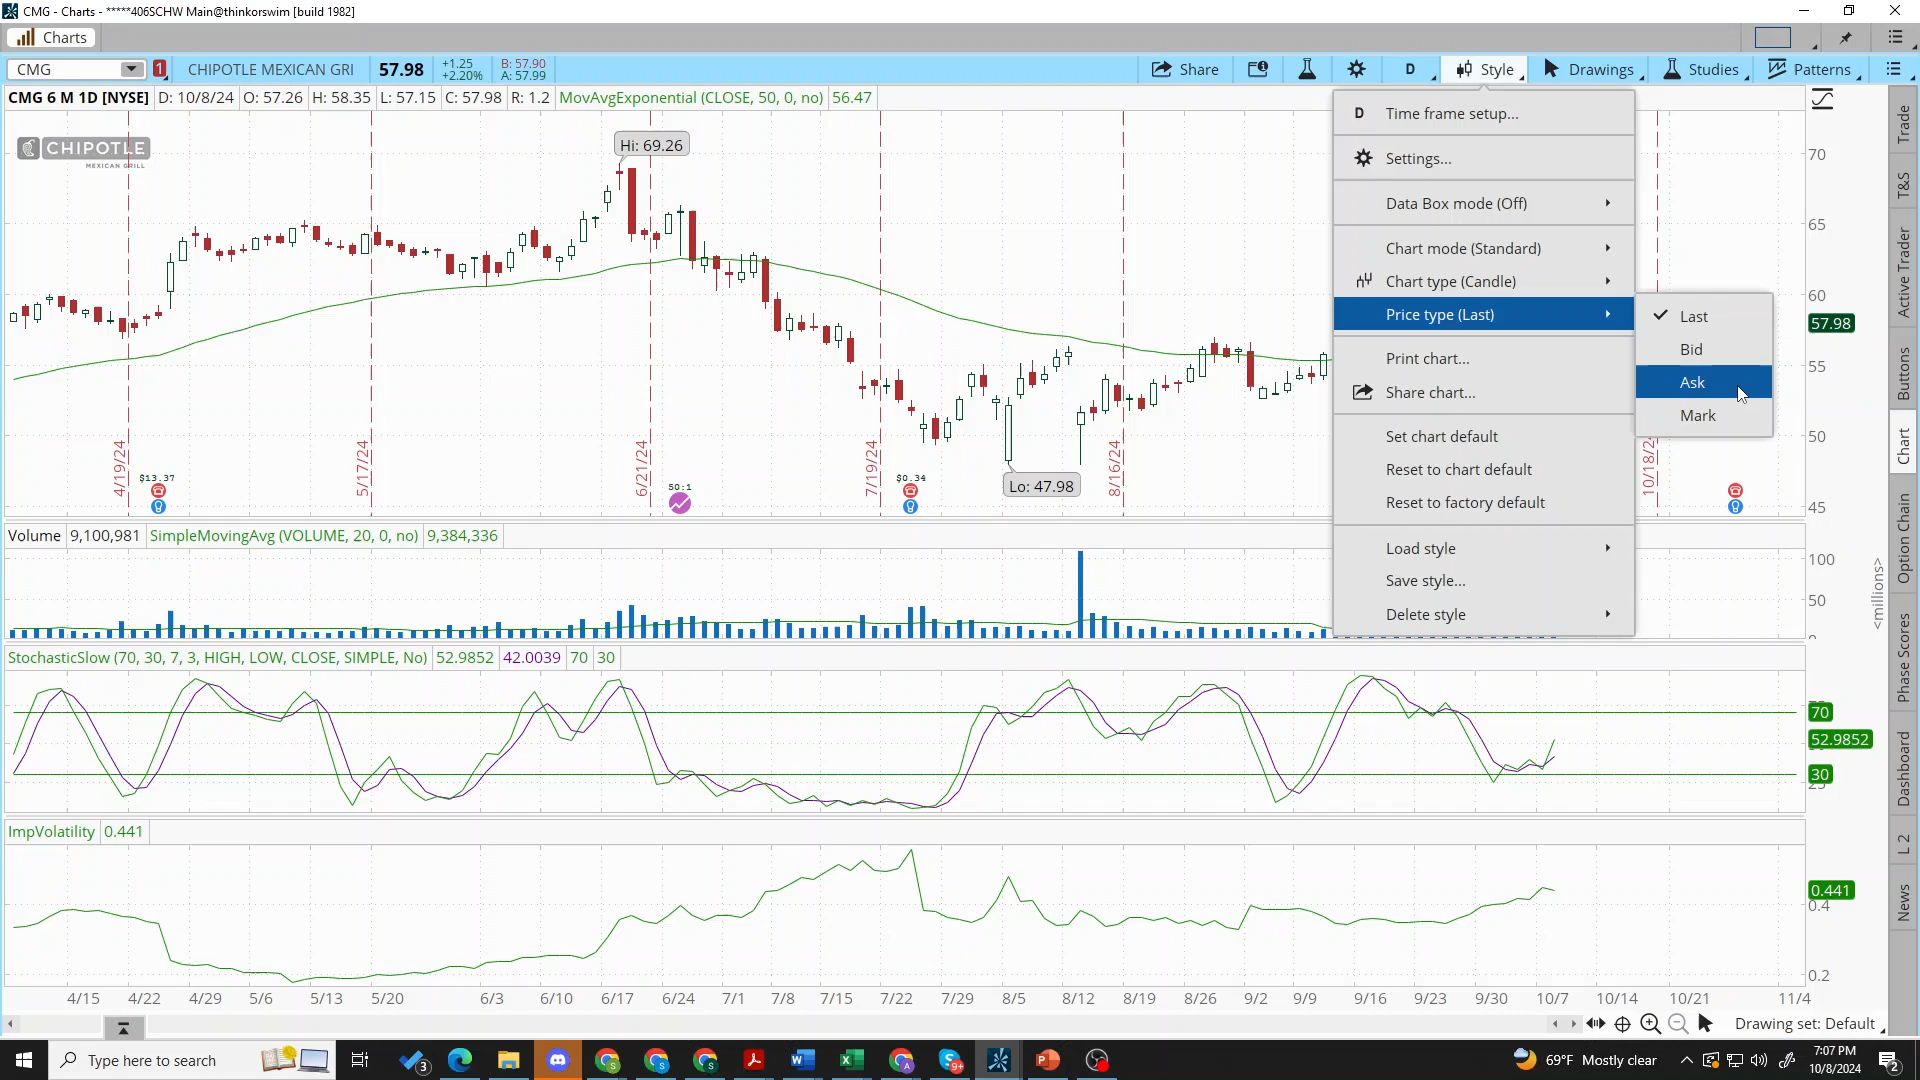 CMG - Charts - *****406SCHW Main@thinkorswim [build 1982]
Charts
CMG 1 CHIPOTLE MEXICAN GRI 57.98 +1.25 +2.20% B: 57.90 A: 57.99 Share D Style Drawings Studies Patterns
CMG 6 M 1D [NYSE] D: 10/8/24 O: 57.26 H: 58.35 L: 57.15 C: 57.98 R: 1.2 MovAvgExponential (CLOSE, 50, 0, no) 56.47
CHIPOTLE
MEXICAN GRILL
Hi: 69.26
Lo: 47.98
4/19/24
5/17/24
6/21/24
7/19/24
8/16/24
10/18/2
$13.37
50:1
$0.34
70
65
60
57.98
55
50
45
D Time frame setup...
Settings...
Data Box mode (Off)
Chart mode (Standard)
Chart type (Candle)
Price type (Last)
Print chart...
Share chart...
Set chart default
Reset to chart default
Reset to factory default
Load style
Save style...
Delete style
Last
Bid
Ask
Mark
Volume 9,100,981 SimpleMovingAvg (VOLUME, 20, 0, no) 9,384,336
100
50
<millions>
StochasticSlow (70, 30, 7, 3, HIGH, LOW, CLOSE, SIMPLE, No) 52.9852 42.0039 70 30
70
52.9852
30
ImpVolatility 0.441
0.441
0.4
0.2
4/15 4/22 4/29 5/6 5/13 5/20 6/3 6/10 6/17 6/24 7/1 7/8 7/15 7/22 7/29 8/5 8/12 8/19 8/26 9/2 9/9 9/16 9/23 9/30 10/7 10/14 10/21 11/4
Drawing set: Default
Trade
T&S
Active Trader
Buttons
Chart
Option Chain
Phase Scores
Dashboard
L 2
News
Type here to search
3
9+
69°F Mostly clear
7:07 PM
10/8/2024
2